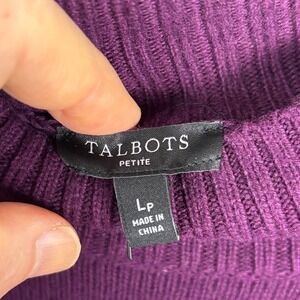 TALBOTS
PETITE
LP
MADE IN
CHINA